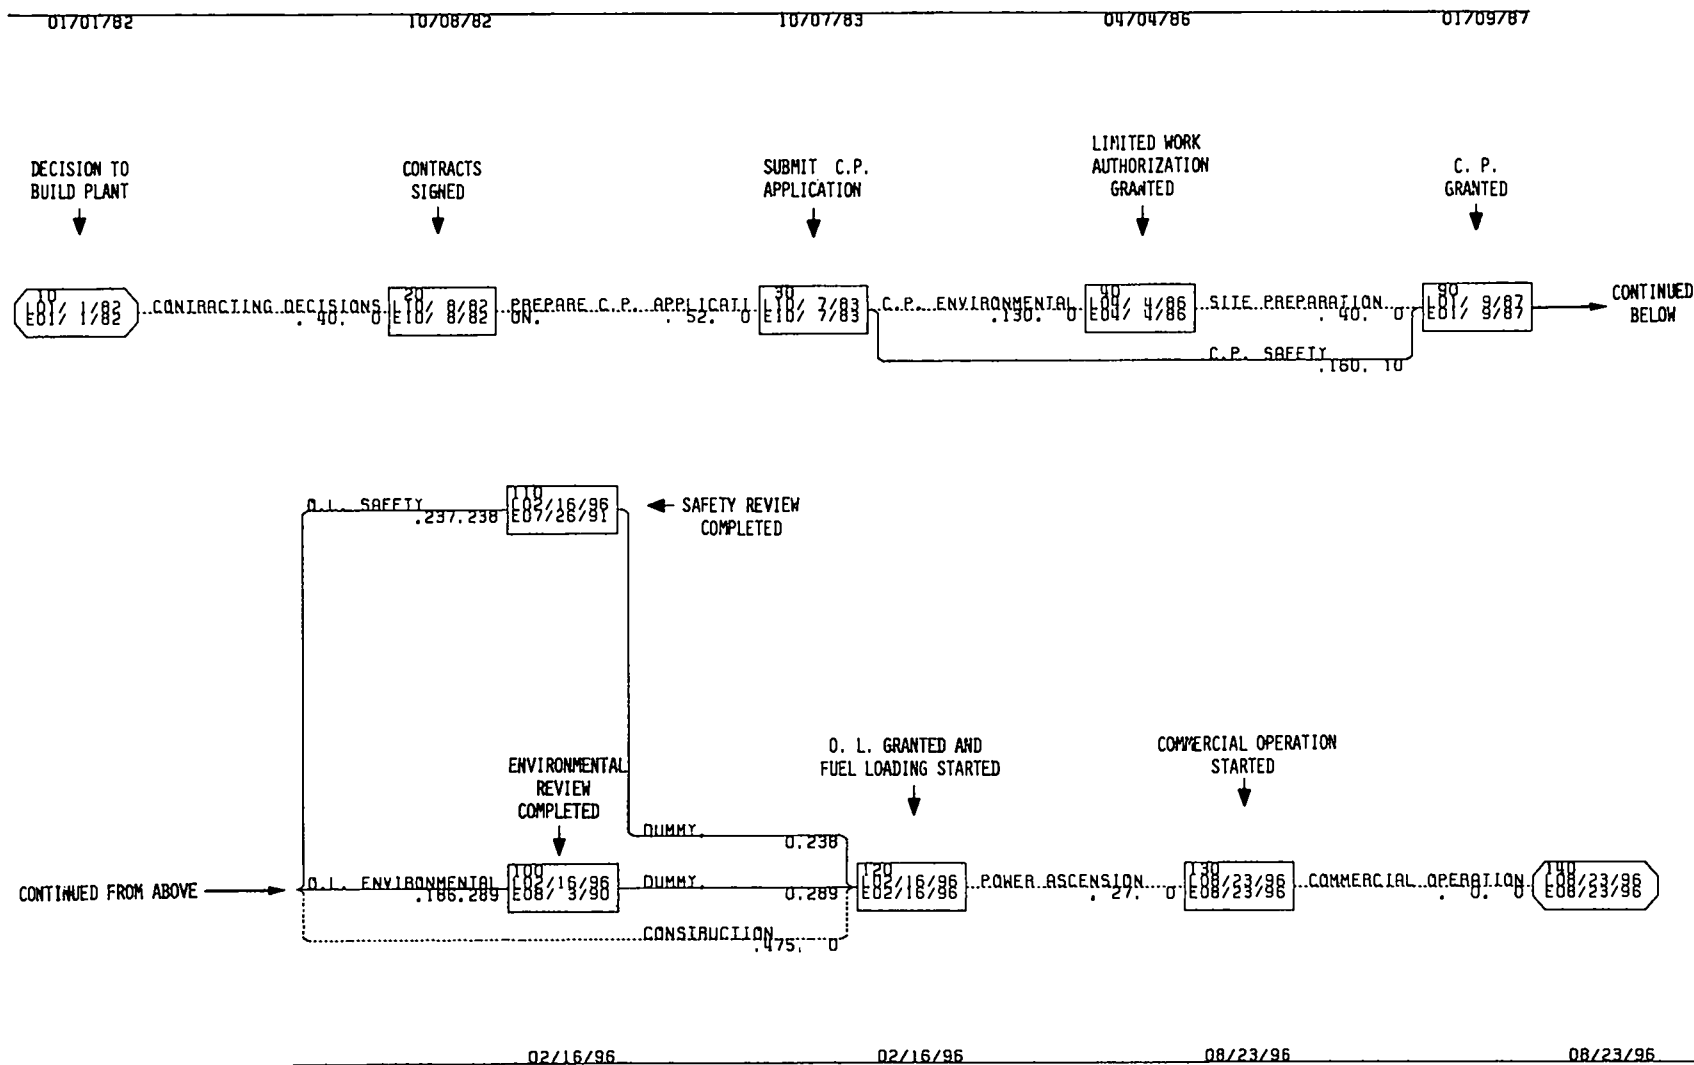 01/01/82 10/08/82 10/07/83 04/04/86 01/09/87
DECISION TO
BUILD PLANT
CONTRACTS
SIGNED
SUBMIT C.P.
APPLICATION
LIMITED WORK
AUTHORIZATION
GRANTED
C. P.
GRANTED
10
L01/ 1/82
E01/ 1/82
CONTRACTING DECISIONS
. 40. 0
20
L10/ 8/82
E10/ 8/82
PREPARE C.P. APPLICATI
ON. . 52. 0
30
L10/ 7/83
E10/ 7/83
C.P. ENVIRONMENTAL
.130. 0
40
L04/ 4/86
E04/ 4/86
SITE PREPARATION
. 40. 0
90
L01/ 9/87
E01/ 9/87
CONTINUED
BELOW
C.P. SAFETY
.160. 10
O.L. SAFETY
.237.238
110
L02/16/96
E07/26/91
SAFETY REVIEW
COMPLETED
ENVIRONMENTAL
REVIEW
COMPLETED
O. L. GRANTED AND
FUEL LOADING STARTED
COMMERCIAL OPERATION
STARTED
DUMMY.
0.238
CONTINUED FROM ABOVE
O.L. ENVIRONMENTAL
.186.289
100
L02/16/96
E08/ 3/90
DUMMY.
0.289
120
L02/16/96
E02/16/96
POWER ASCENSION
. 27. 0
130
L08/23/96
E08/23/96
COMMERCIAL OPERATION
. 0. 0
140
L08/23/96
E08/23/96
CONSTRUCTION
.475. 0
02/16/96 02/16/96 08/23/96 08/23/96